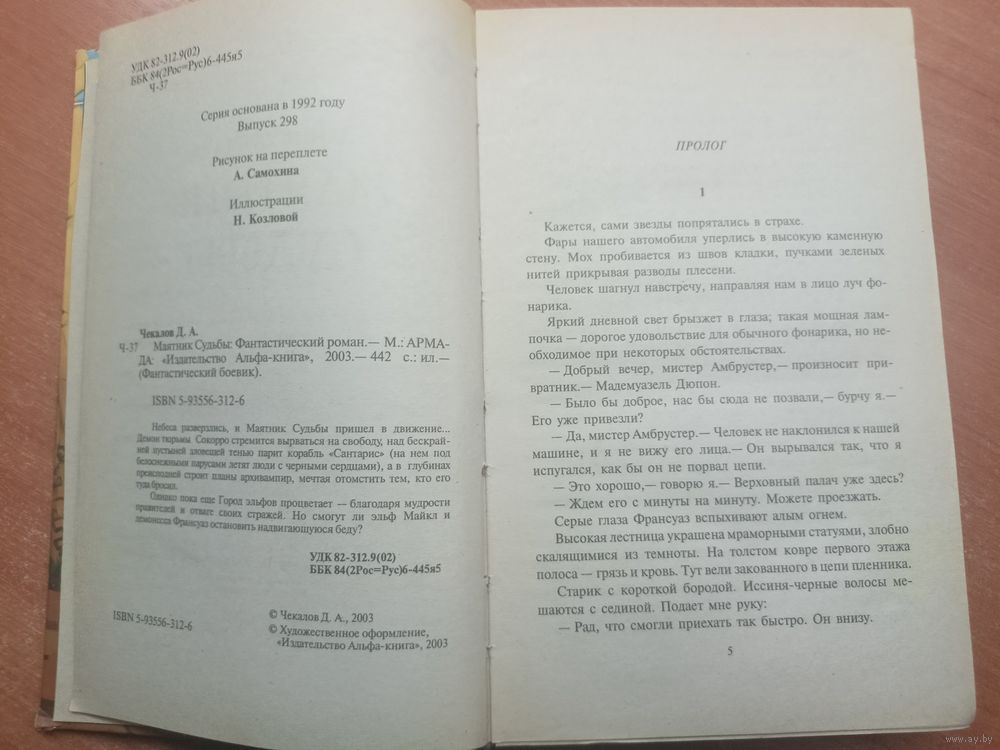 УДК 82-312.9(02)
ББК 84(2Рос=Рус)6-445я5
Ч-37
Серия основана в 1992 году
Выпуск 298
Рисунок на переплете
А. Самохина
Иллюстрации
Н. Козловой
Чекалов Д. А.
Ч-37 Маятник Судьбы: Фантастический роман.— М.: АРМА-
ДА: «Издательство Альфа-книга», 2003.— 442 с.: ил.—
(Фантастический боевик).
ISBN 5-93556-312-6
Небеса разверзлись, и Маятник Судьбы пришел в движение...
Демон тюрьмы Сокорро стремится вырваться на свободу, над бескрай-
ней пустыней зловещей тенью парит корабль «Сантарис» (на нем под
белоснежными парусами летят люди с черными сердцами), а в глубинах
преисподней строит планы архивампир, мечтая отомстить тем, кто его
туда бросил.
Однако пока еще Город эльфов процветает — благодаря мудрости
правителей и отваге своих стражей. Но смогут ли эльф Майкл и
демонесса Франсуаз остановить надвигающуюся беду?
УДК 82-312.9(02)
ББК 84(2Рос=Рус)6-445я5
ISBN 5-93556-312-6
© Чекалов Д. А., 2003
© Художественное оформление,
«Издательство Альфа-книга», 2003
ПРОЛОГ
1
Кажется, сами звезды попрятались в страхе.
Фары нашего автомобиля уперлись в высокую каменную
стену. Мох пробивается из швов кладки, пучками зеленых
нитей прикрывая разводы плесени.
Человек шагнул навстречу, направляя нам в лицо луч фо-
нарика.
Яркий дневной свет брызжет в глаза; такая мощная лам-
почка — дорогое удовольствие для обычного фонарика, но не-
обходимое при некоторых обстоятельствах.
— Добрый вечер, мистер Амбрустер,— произносит при-
вратник.— Мадемуазель Дюпон.
— Было бы доброе, нас бы сюда не позвали,— бурчу я.—
Его уже привезли?
— Да, мистер Амбрустер.— Человек не наклонился к нашей
машине, и я не вижу его лица.— Он вырывался так, что я
испугался, как бы он не порвал цепи.
— Это хорошо,— говорю я.— Верховный палач уже здесь?
— Ждем его с минуты на минуту. Можете проезжать.
Серые глаза Франсуаз вспыхивают алым огнем.
Высокая лестница украшена мраморными статуями, злобно
скалящимися из темноты. На толстом ковре первого этажа
полоса — грязь и кровь. Тут вели закованного в цепи пленника.
Старик с короткой бородой. Иссиня-черные волосы ме-
шаются с сединой. Подает мне руку:
— Рад, что смогли приехать так быстро. Он внизу.
5
www.ay.by